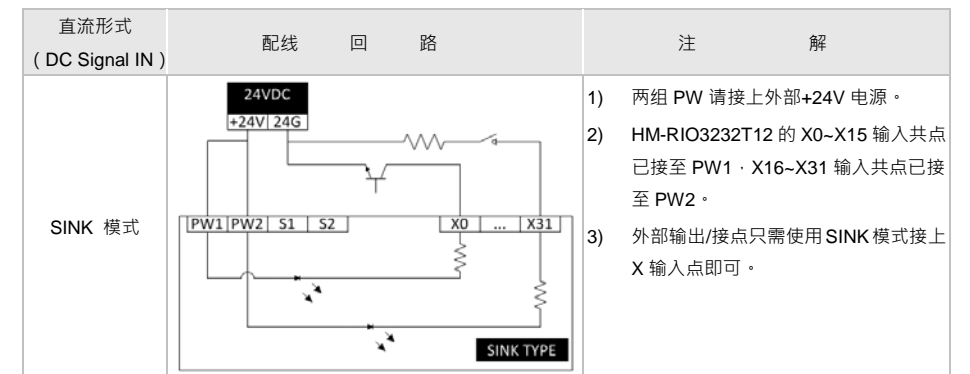 直流形式
（DC Signal IN）
配线 回 路
注 解
SINK 模式
24VDC
+24V 24G
PW1 PW2 S1 S2 X0 ... X31
SINK TYPE
1) 两组 PW 请接上外部+24V 电源。
2) HM-RIO3232T12 的 X0~X15 输入共点
已接至 PW1，X16~X31 输入共点已接
至 PW2。
3) 外部输出/接点只需使用SINK模式接上
X 输入点即可。